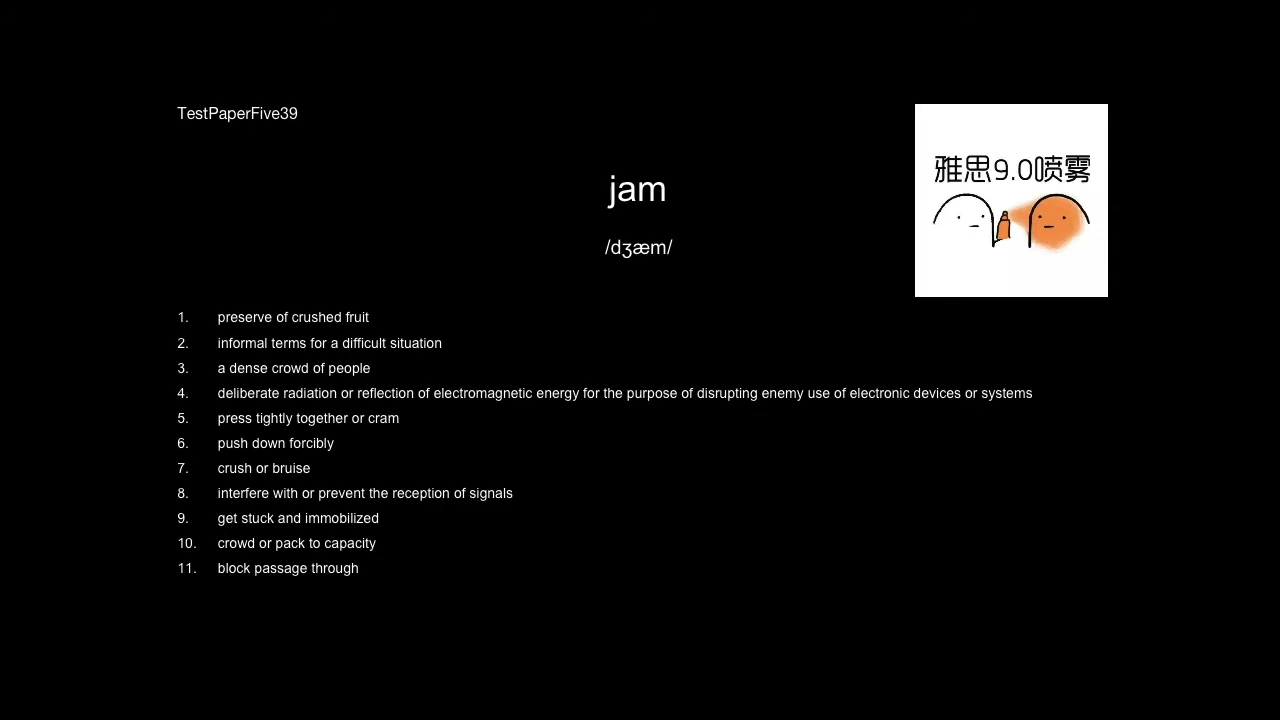 TestPaperFive39
雅思9.0喷雾
jam
/dʒæm/
1. preserve of crushed fruit
2. informal terms for a difficult situation
3. a dense crowd of people
4. deliberate radiation or reflection of electromagnetic energy for the purpose of disrupting enemy use of electronic devices or systems
5. press tightly together or cram
6. push down forcibly
7. crush or bruise
8. interfere with or prevent the reception of signals
9. get stuck and immobilized
10. crowd or pack to capacity
11. block passage through